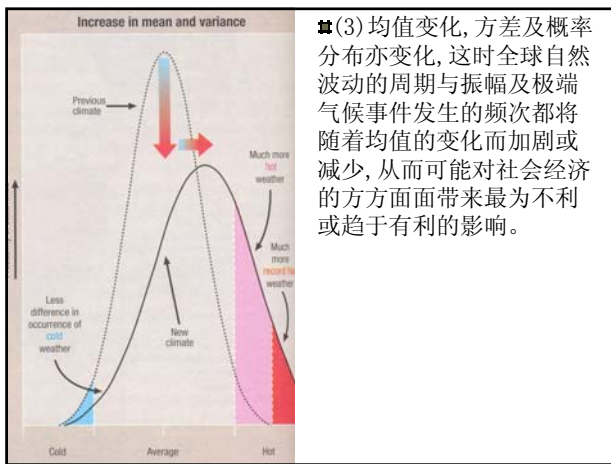 Increase in mean and variance
Previous
climate
Much more
hot
weather
Much
more
record ho
weather
Less
difference in
occurrence of
cold
weather
New
climate
Cold
Average
Hot
(3)均值变化,方差及概率
分布亦变化,这时全球自然
波动的周期与振幅及极端
气候事件发生的频次都将
随着均值的变化而加剧或
减少,从而可能对社会经济
的方方面面带来最为不利
或趋于有利的影响。